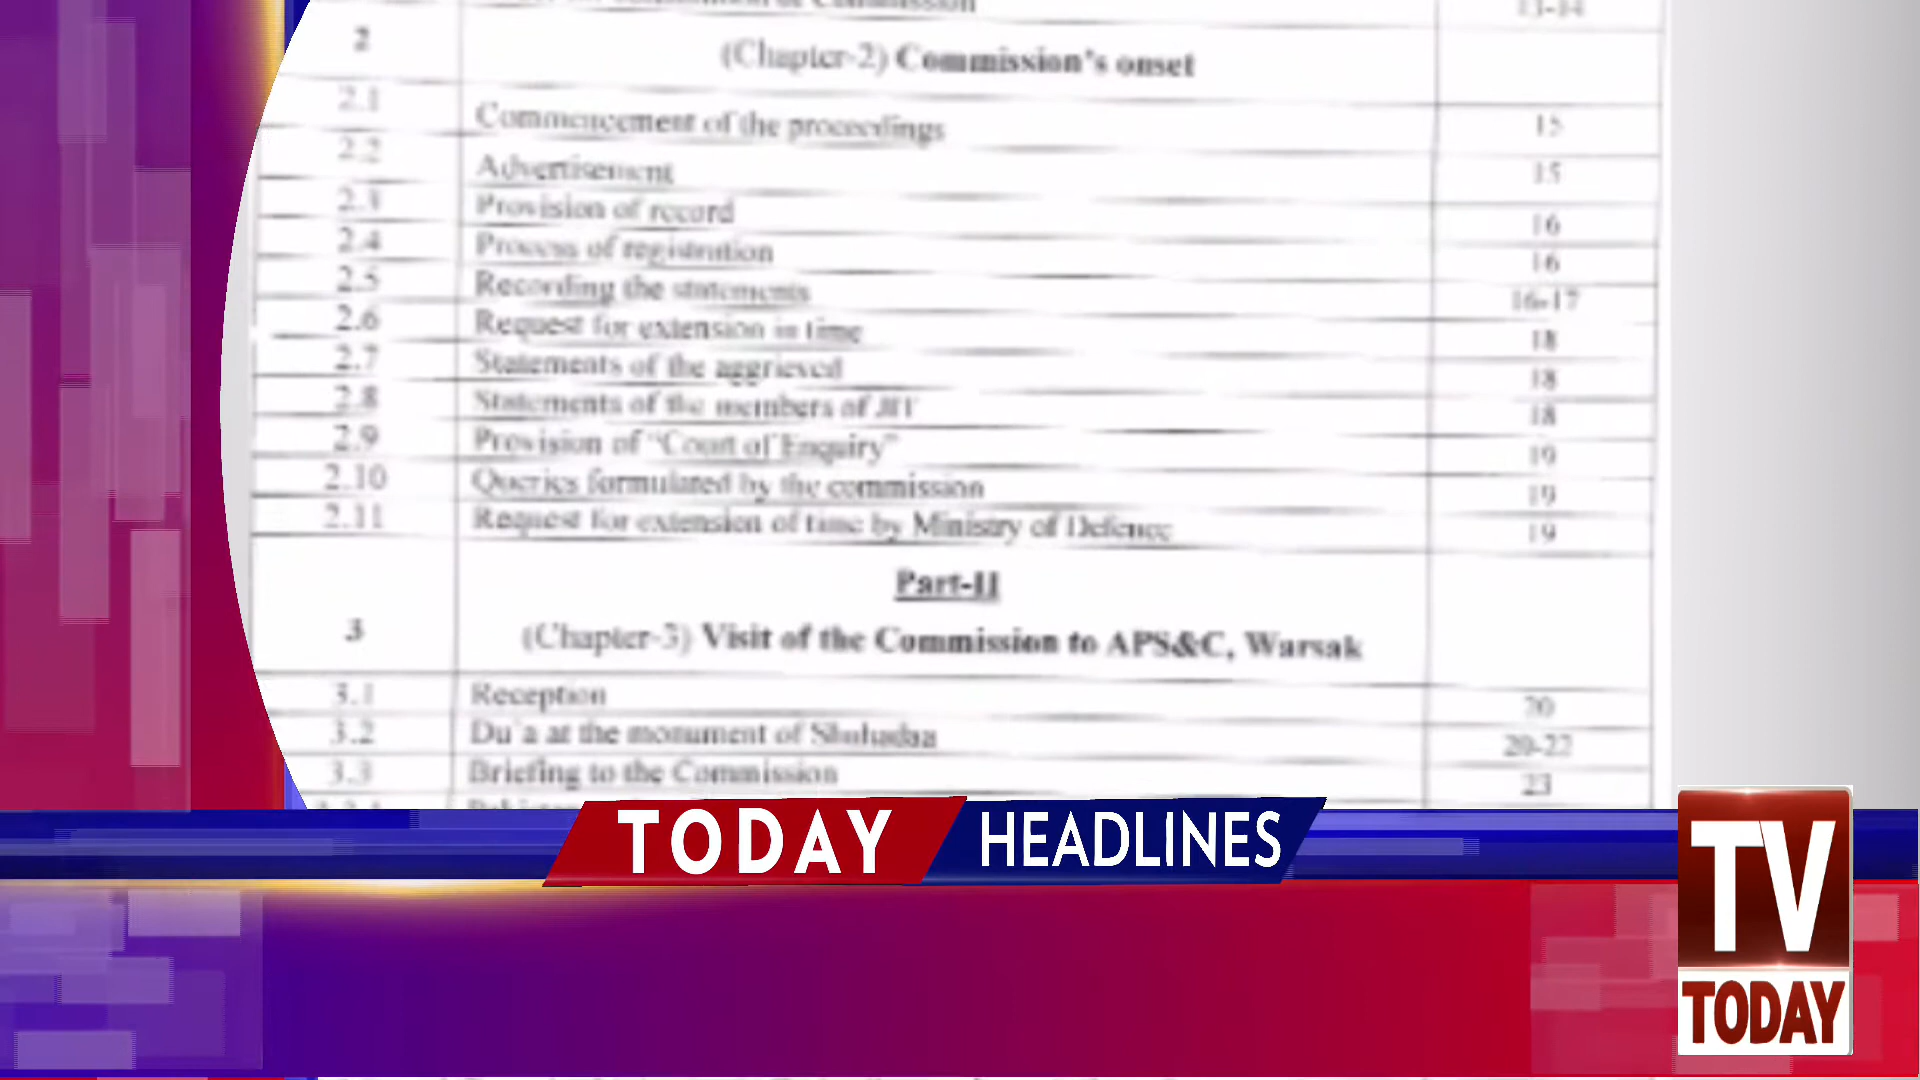 13-14
2 (Chapter-2) Commission's onset
2.1 Commencement of the proceedings 15
2.2 Advertisement 15
2.3 Provision of record 16
2.4 Process of registration 16
2.5 Recording the statements 16-17
2.6 Request for extension in time 18
2.7 Statements of the aggrieved 18
2.8 Statements of the members of JIT 18
2.9 Provision of "Court of Enquiry" 19
2.10 Queries formulated by the commission 19
2.11 Request for extension of time by Ministry of Defence 19
Part-II
3 (Chapter-3) Visit of the Commission to APS&C, Warsak
3.1 Reception 20
3.2 Du'a at the monument of Shuhadaa 20-22
3.3 Briefing to the Commission 23
TODAY HEADLINES
TV
TODAY